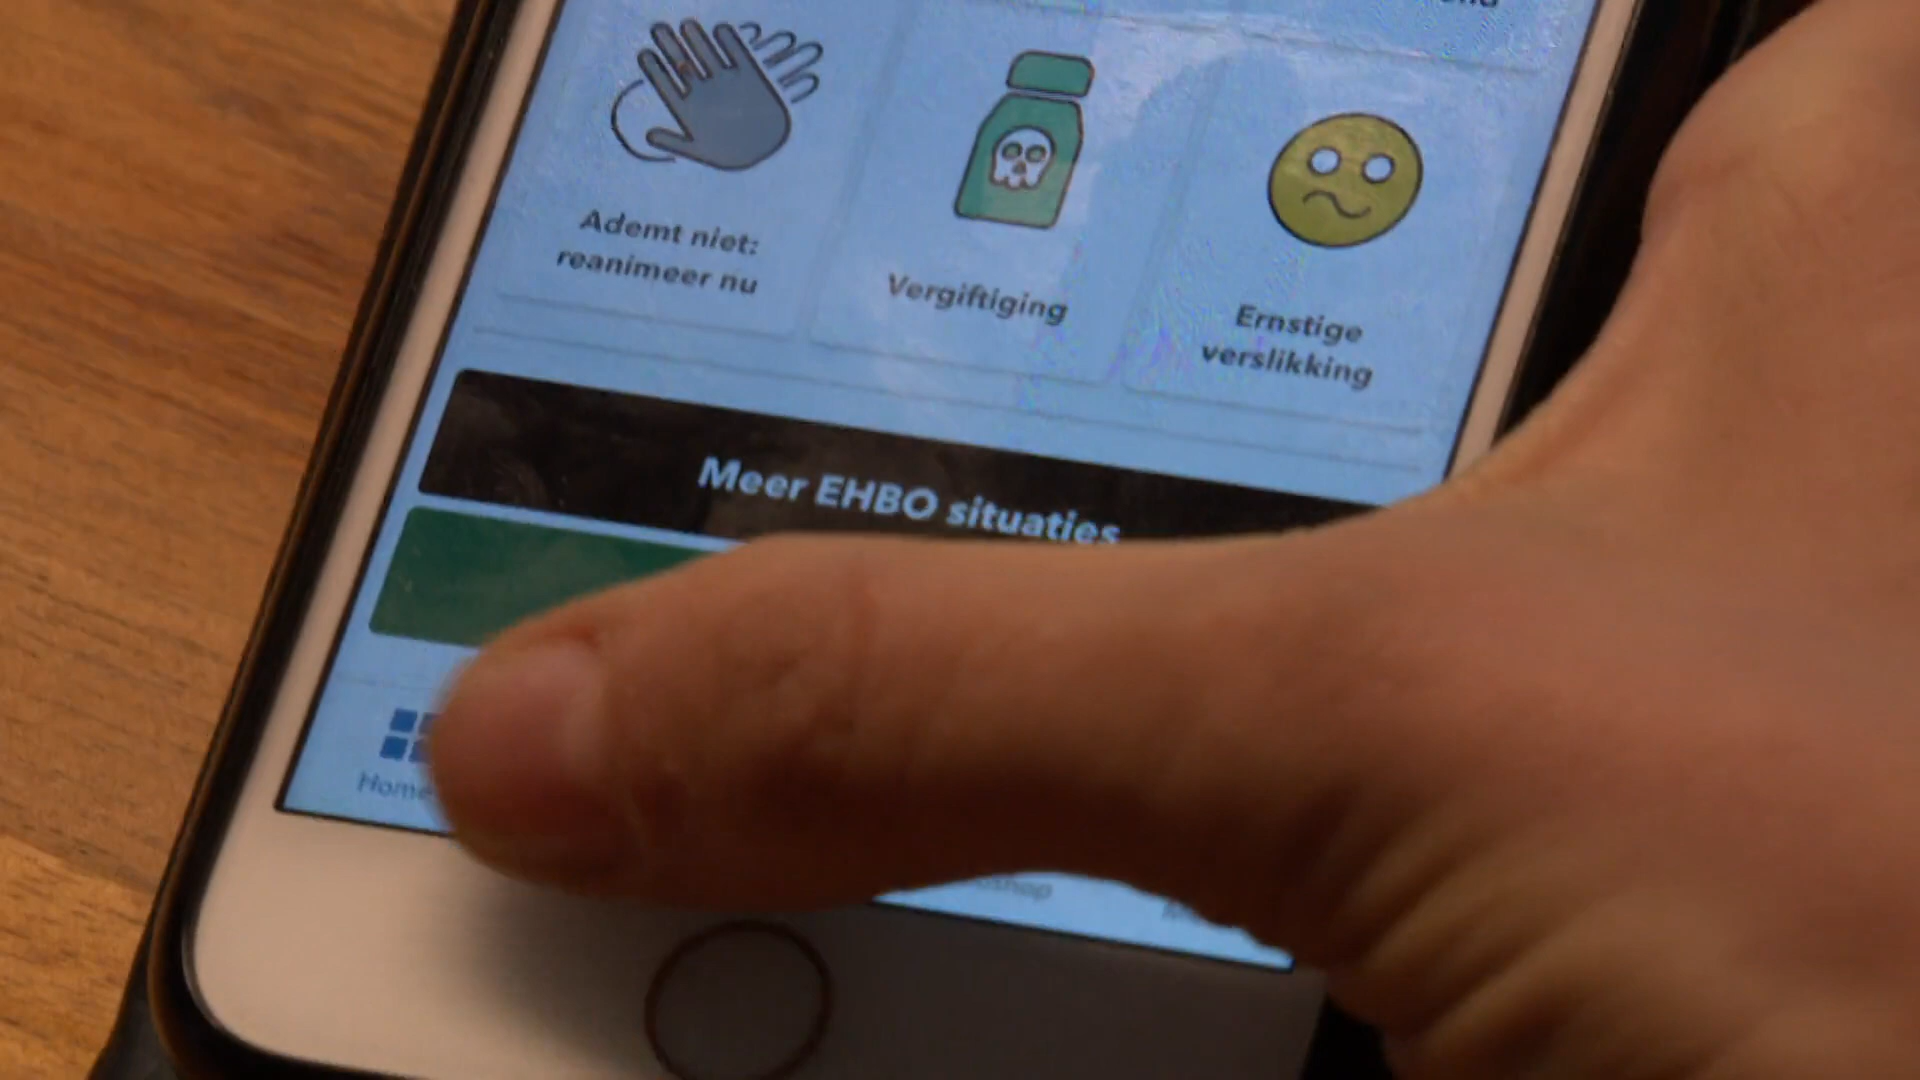 Ademt niet:
reanimeer nu
Vergiftiging
Ernstige
verslikking
Meer EHBO situaties
Home